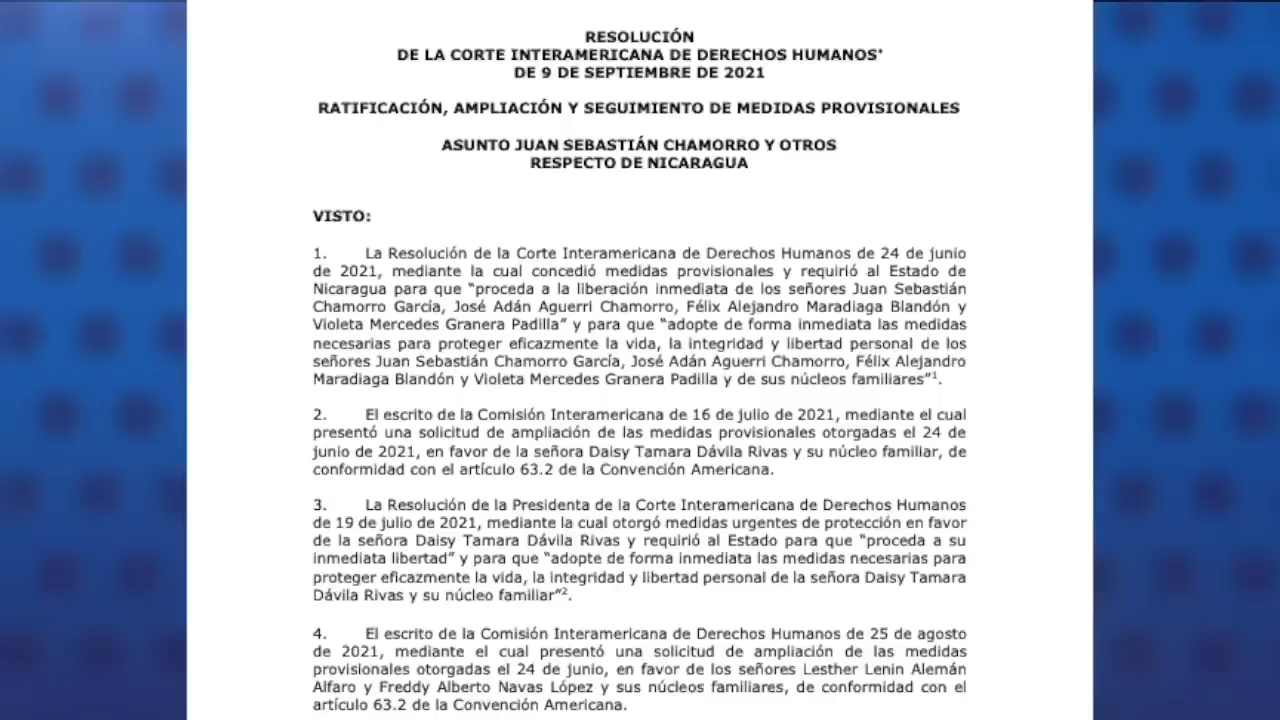 RESOLUCIÓN
DE LA CORTE INTERAMERICANA DE DERECHOS HUMANOS*
DE 9 DE SEPTIEMBRE DE 2021
RATIFICACIÓN, AMPLIACIÓN Y SEGUIMIENTO DE MEDIDAS PROVISIONALES
ASUNTO JUAN SEBASTIÁN CHAMORRO Y OTROS
RESPECTO DE NICARAGUA
VISTO:
1. La Resolución de la Corte Interamericana de Derechos Humanos de 24 de junio
de 2021, mediante la cual concedió medidas provisionales y requirió al Estado de
Nicaragua para que “proceda a la liberación inmediata de los señores Juan Sebastián
Chamorro García, José Adán Aguerri Chamorro, Félix Alejandro Maradiaga Blandón y
Violeta Mercedes Granera Padilla” y para que “adopte de forma inmediata las medidas
necesarias para proteger eficazmente la vida, la integridad y libertad personal de los
señores Juan Sebastián Chamorro García, José Adán Aguerri Chamorro, Félix Alejandro
Maradiaga Blandón y Violeta Mercedes Granera Padilla y de sus núcleos familiares”¹.
2. El escrito de la Comisión Interamericana de 16 de julio de 2021, mediante el cual
presentó una solicitud de ampliación de las medidas provisionales otorgadas el 24 de
junio de 2021, en favor de la señora Daisy Tamara Dávila Rivas y su núcleo familiar, de
conformidad con el artículo 63.2 de la Convención Americana.
3. La Resolución de la Presidenta de la Corte Interamericana de Derechos Humanos
de 19 de julio de 2021, mediante la cual otorgó medidas urgentes de protección en favor
de la señora Daisy Tamara Dávila Rivas y requirió al Estado para que “proceda a su
inmediata libertad” y para que “adopte de forma inmediata las medidas necesarias para
proteger eficazmente la vida, la integridad y libertad personal de la señora Daisy Tamara
Dávila Rivas y su núcleo familiar”².
4. El escrito de la Comisión Interamericana de Derechos Humanos de 25 de agosto
de 2021, mediante el cual presentó una solicitud de ampliación de las medidas
provisionales otorgadas el 24 de junio, en favor de los señores Lesther Lenin Alemán
Alfaro y Freddy Alberto Navas López y sus núcleos familiares, de conformidad con el
artículo 63.2 de la Convención Americana.